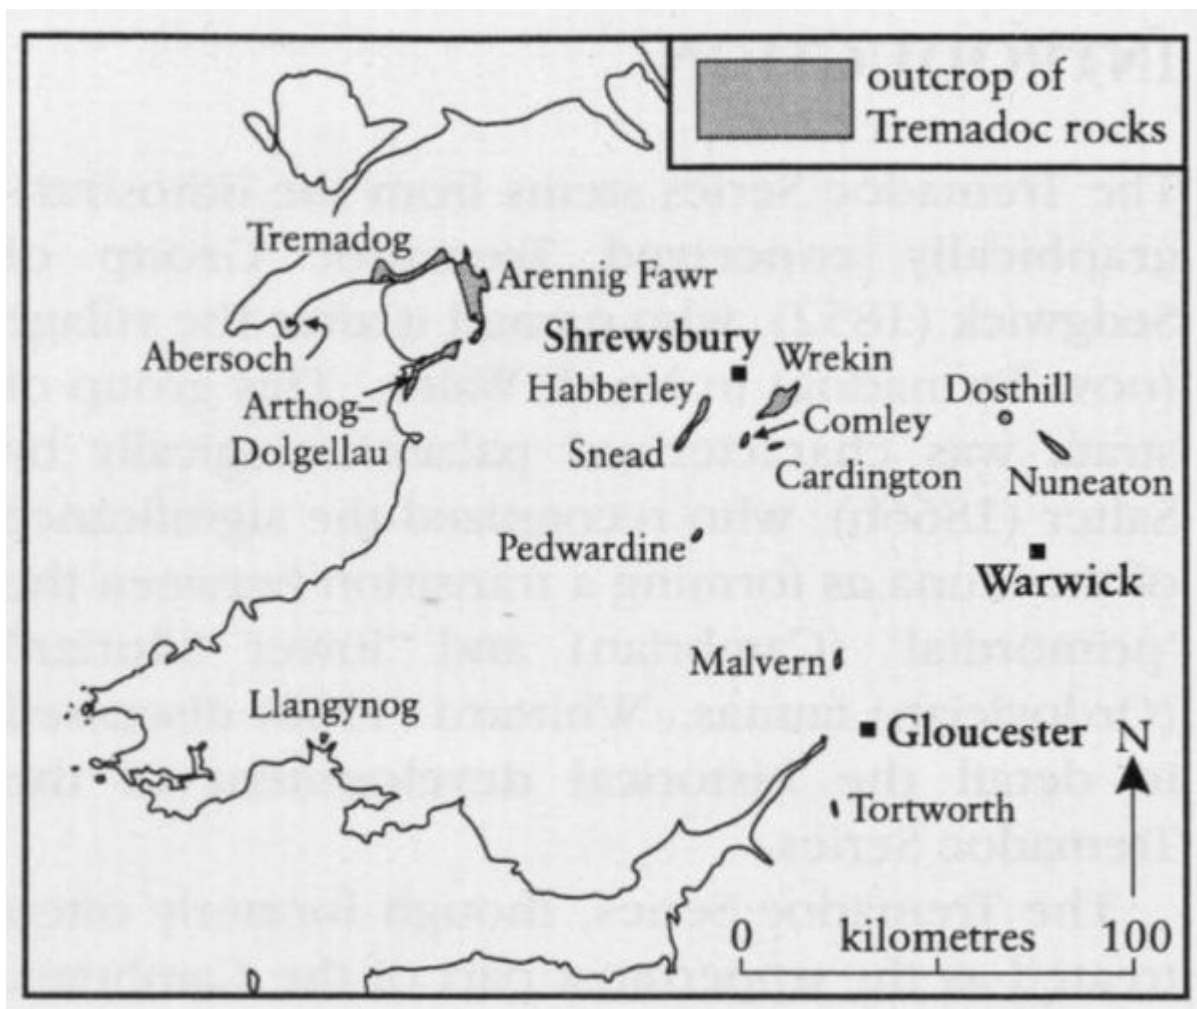 outcrop of
Tremadoc rocks
Tremadog
Arennig Fawr
Abersoch
Shrewsbury
Wrekin
Habberley
Dosthill
Arthog–
Dolgellau
Comley
Snead
Cardington
Nuneaton
Pedwardine
Warwick
Malvern
Llangynog
Gloucester
N
Tortworth
0 kilometres 100